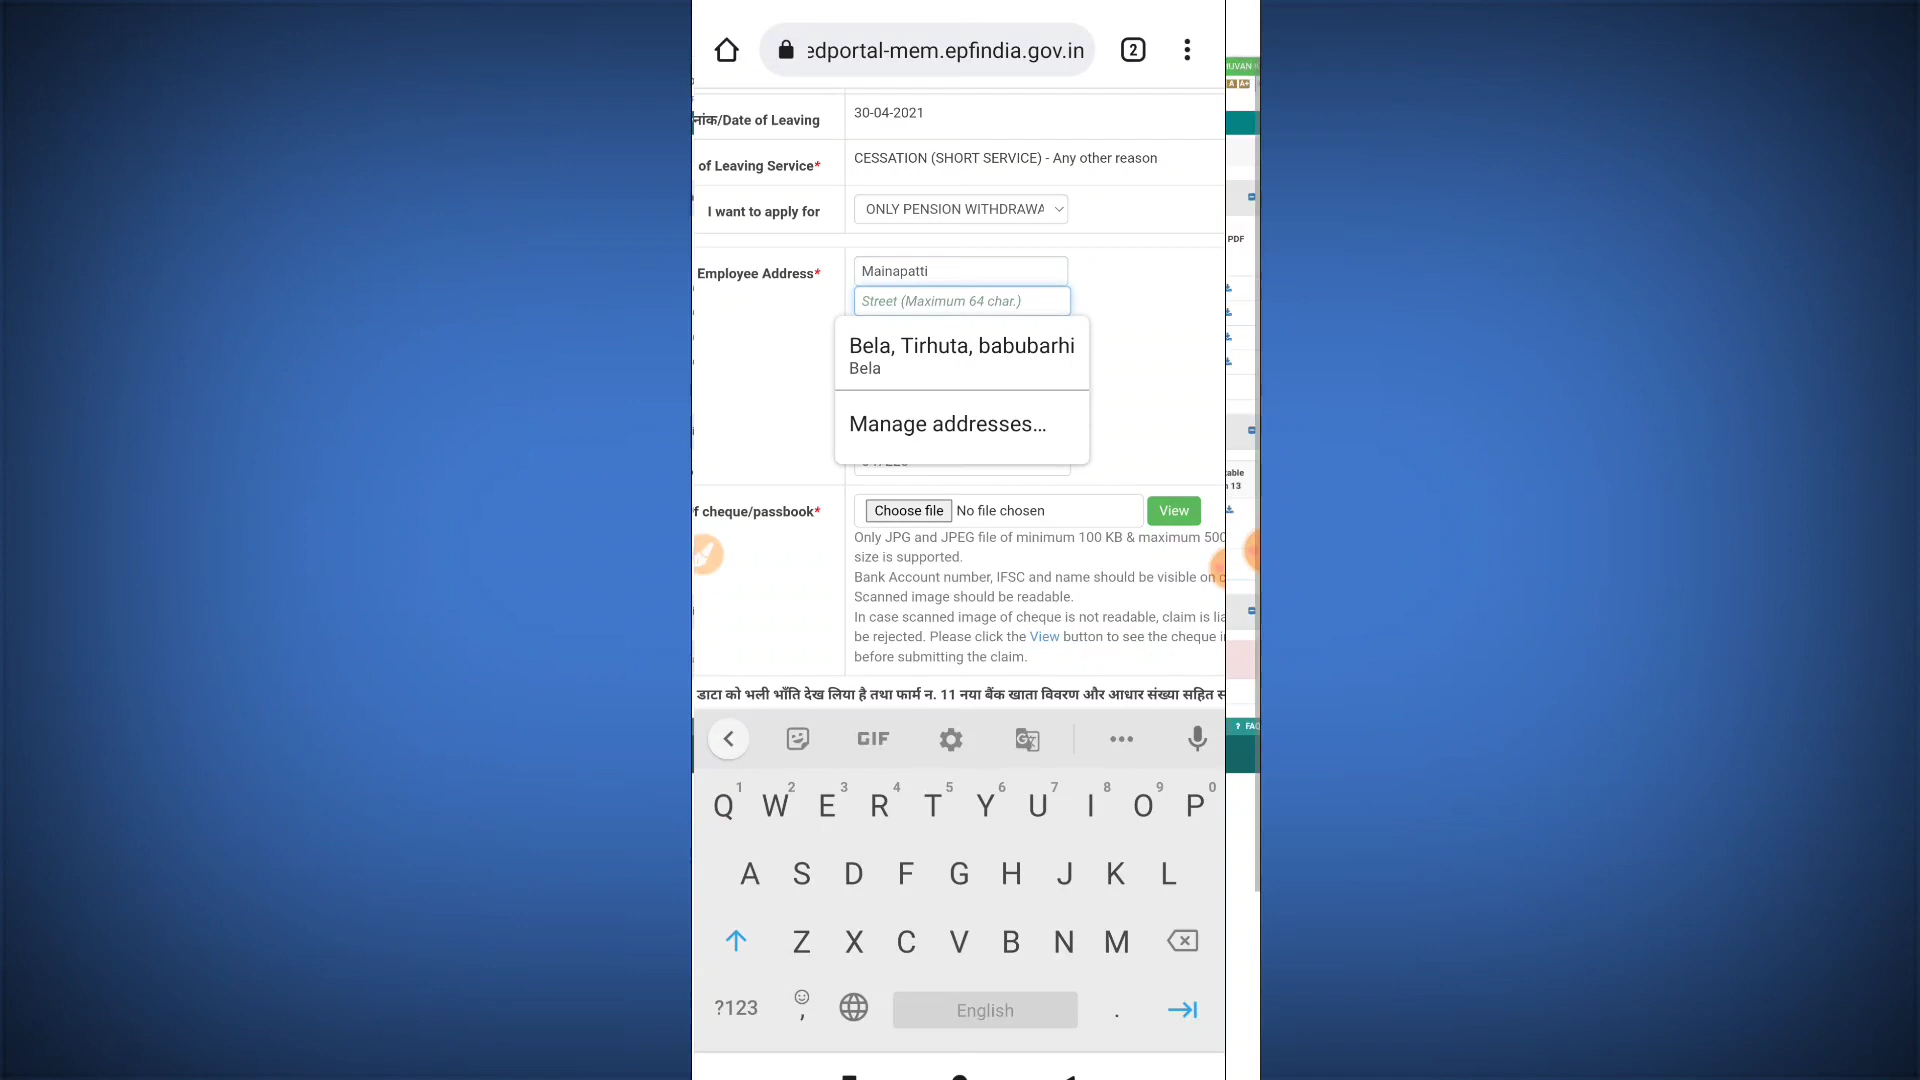 edportal-mem.epfindia.gov.in
2
नांक/Date of Leaving
30-04-2021
of Leaving Service*
CESSATION (SHORT SERVICE) - Any other reason
I want to apply for
ONLY PENSION WITHDRAWA
Employee Address*
Mainapatti
Street (Maximum 64 char.)
Bela, Tirhuta, babubarhi
Bela
Manage addresses...
f cheque/passbook*
Choose file No file chosen
View
Only JPG and JPEG file of minimum 100 KB & maximum 500
size is supported.
Bank Account number, IFSC and name should be visible on c
Scanned image should be readable.
In case scanned image of cheque is not readable, claim is lia
be rejected. Please click the View button to see the cheque i
before submitting the claim.
डाटा को भली भाँति देख लिया है तथा फार्म न. 11 नया बैंक खाता विवरण और आधार संख्या सहित स
UVAN
A A+
PDF
able
13
? FAQ
GIF
1 2 3 4 5 6 7 8 9 0
Q W E R T Y U I O P
A S D F G H J K L
Z X C V B N M
?123 , English .